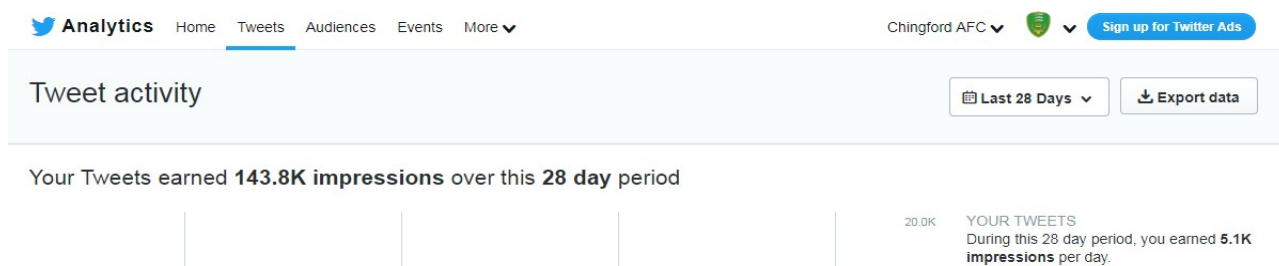 Analytics Home Tweets Audiences Events More Chingford AFC Sign up for Twitter Ads
Tweet activity Last 28 Days Export data
Your Tweets earned 143.8K impressions over this 28 day period
20.0K YOUR TWEETS
During this 28 day period, you earned 5.1K
impressions per day.